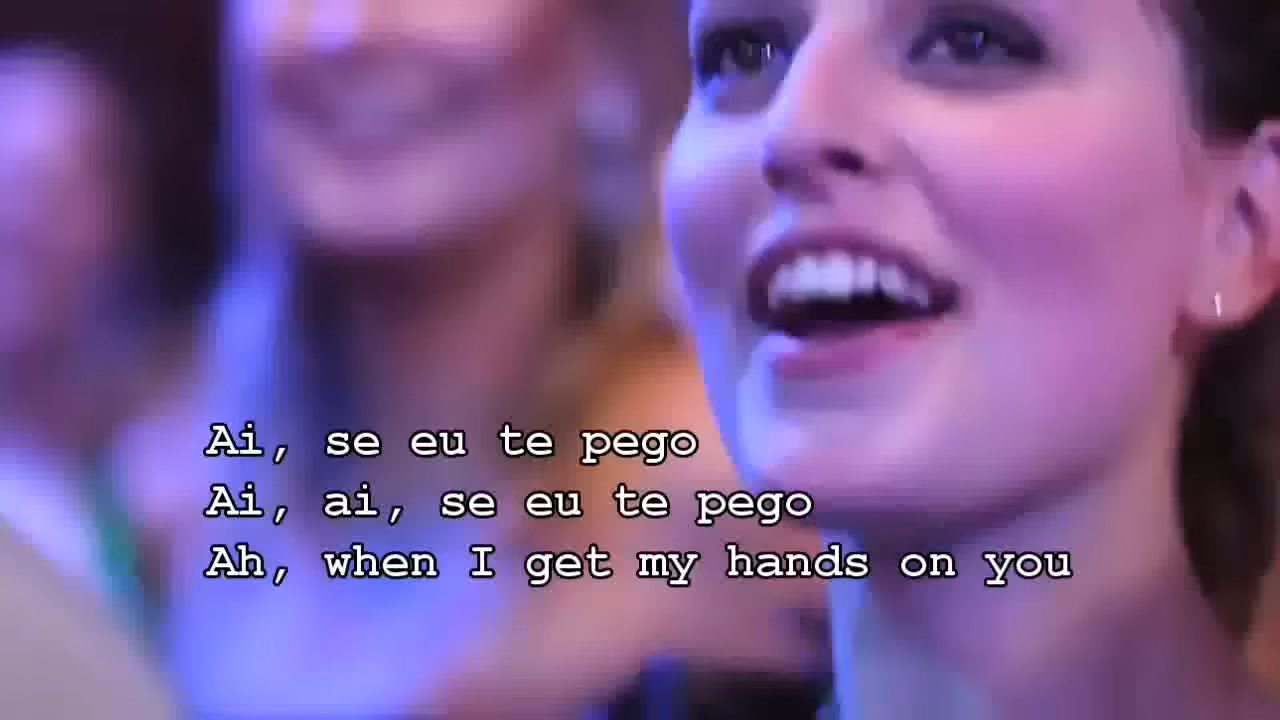 Ai, se eu te pego
Ai, ai, se eu te pego
Ah, when I get my hands on you